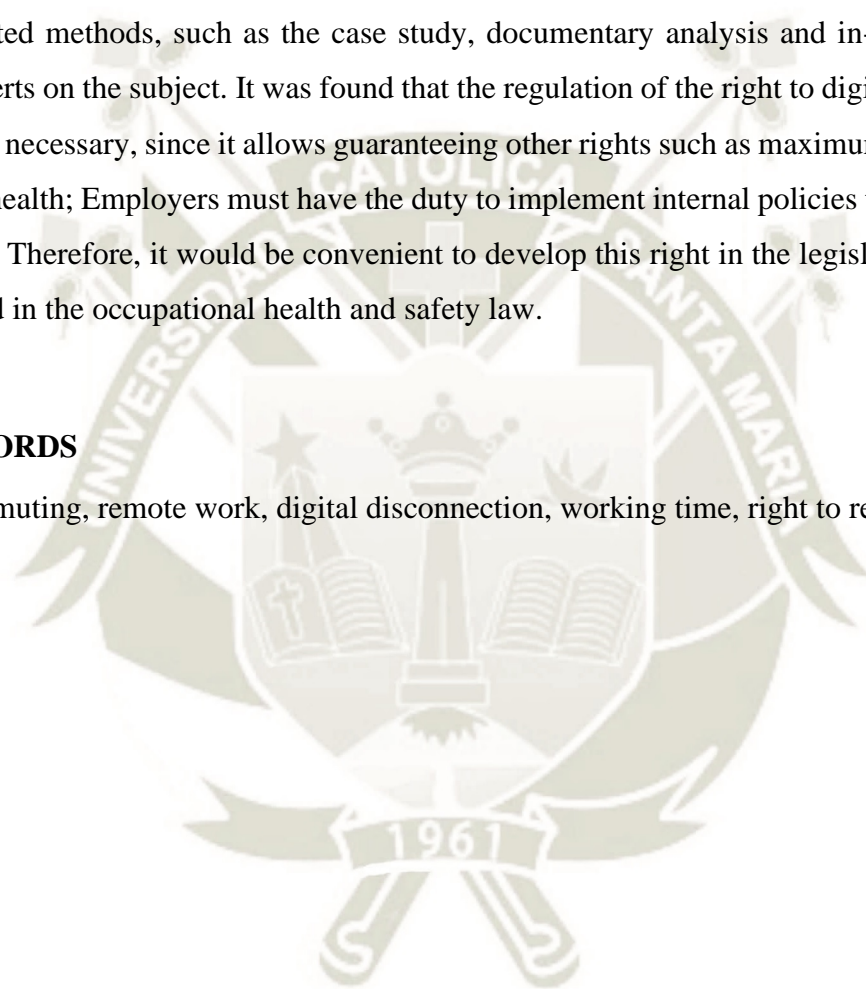 ted methods, such as the case study, documentary analysis and in-
erts on the subject. It was found that the regulation of the right to digi
necessary, since it allows guaranteeing other rights such as maximu
health; Employers must have the duty to implement internal policies
Therefore, it would be convenient to develop this right in the legisl
in the occupational health and safety law.
UNIVERSIDAD CATOLICA SANTA MARI
ORDS
muting, remote work, digital disconnection, working time, right to re
1961